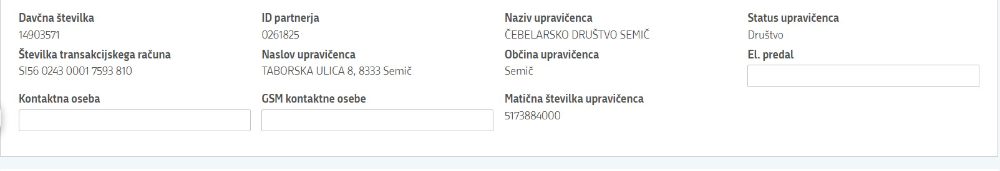 Davčna številka
14903571
ID partnerja
0261825
Naziv upravičenca
ČEBELARSKO DRUŠTVO SEMIČ
Status upravičenca
Društvo
Številka transakcijskega računa
SI56 0243 0001 7593 810
Naslov upravičenca
TABORSKA ULICA 8, 8333 Semič
Občina upravičenca
Semič
El. predal
Kontaktna oseba
GSM kontaktne osebe
Matična številka upravičenca
5173884000